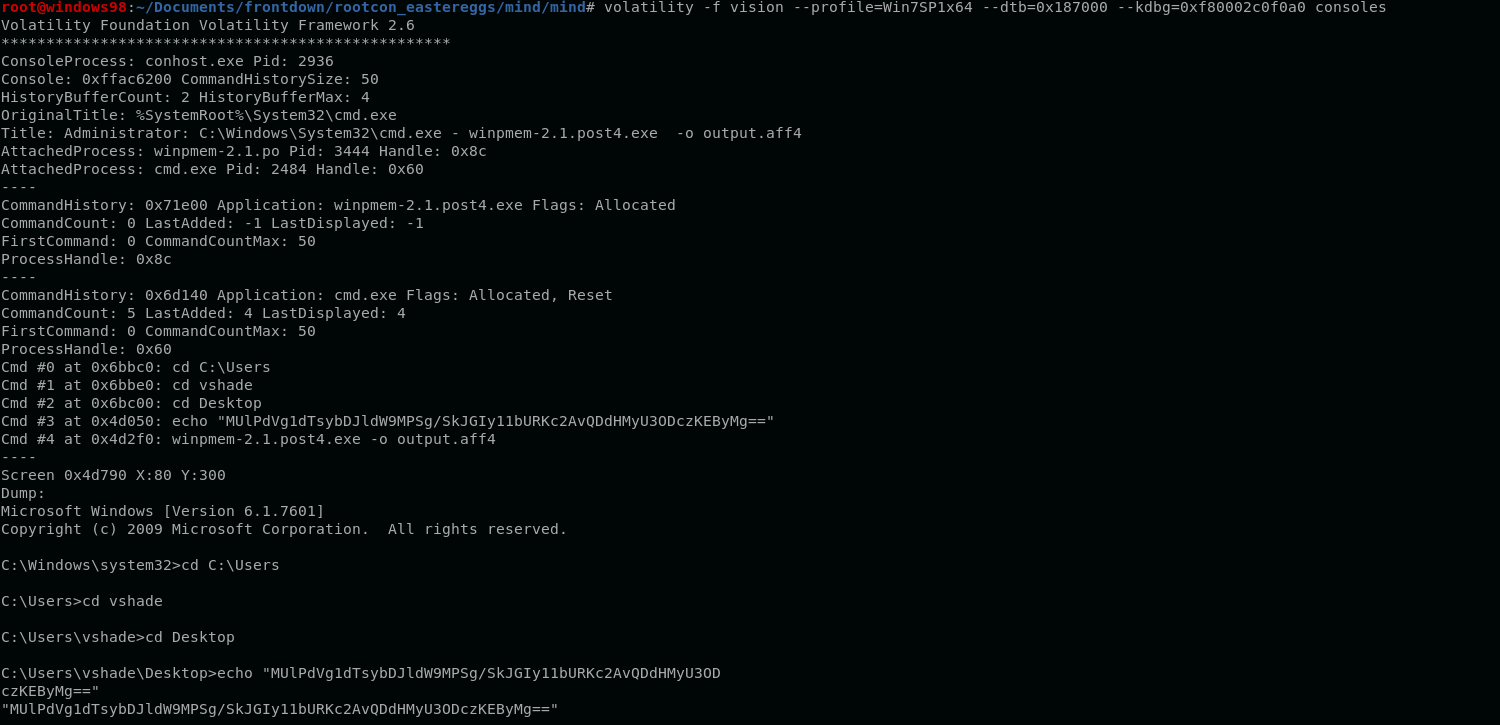 root@windows98:~/Documents/frontdown/rootcon_eastereggs/mind/mind# volatility -f vision --profile=Win7SP1x64 --dtb=0x187000 --kdbg=0xf80002c0f0a0 consoles
Volatility Foundation Volatility Framework 2.6
**************************************************
ConsoleProcess: conhost.exe Pid: 2936
Console: 0xffac6200 CommandHistorySize: 50
HistoryBufferCount: 2 HistoryBufferMax: 4
OriginalTitle: %SystemRoot%\System32\cmd.exe
Title: Administrator: C:\Windows\System32\cmd.exe - winpmem-2.1.post4.exe  -o output.aff4
AttachedProcess: winpmem-2.1.po Pid: 3444 Handle: 0x8c
AttachedProcess: cmd.exe Pid: 2484 Handle: 0x60
----
CommandHistory: 0x71e00 Application: winpmem-2.1.post4.exe Flags: Allocated
CommandCount: 0 LastAdded: -1 LastDisplayed: -1
FirstCommand: 0 CommandCountMax: 50
ProcessHandle: 0x8c
----
CommandHistory: 0x6d140 Application: cmd.exe Flags: Allocated, Reset
CommandCount: 5 LastAdded: 4 LastDisplayed: 4
FirstCommand: 0 CommandCountMax: 50
ProcessHandle: 0x60
Cmd #0 at 0x6bbc0: cd C:\Users
Cmd #1 at 0x6bbe0: cd vshade
Cmd #2 at 0x6bc00: cd Desktop
Cmd #3 at 0x4d050: echo "MUlPdVg1dTsybDJldW9MPSg/SkJGIy11bURKc2AvQDdHMyU3ODczKEByMg=="
Cmd #4 at 0x4d2f0: winpmem-2.1.post4.exe -o output.aff4
----
Screen 0x4d790 X:80 Y:300
Dump:
Microsoft Windows [Version 6.1.7601]
Copyright (c) 2009 Microsoft Corporation.  All rights reserved.
C:\Windows\system32>cd C:\Users
C:\Users>cd vshade
C:\Users\vshade>cd Desktop
C:\Users\vshade\Desktop>echo "MUlPdVg1dTsybDJldW9MPSg/SkJGIy11bURKc2AvQDdHMyU3OD
czKEByMg=="
"MUlPdVg1dTsybDJldW9MPSg/SkJGIy11bURKc2AvQDdHMyU3ODczKEByMg=="